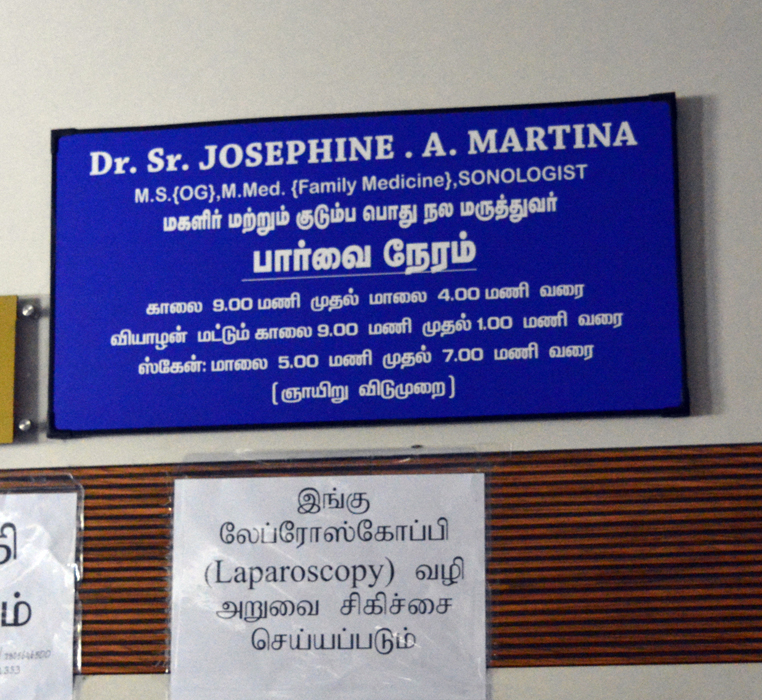 Dr. Sr. JOSEPHINE . A. MARTINA
M.S.{OG},M.Med. {Family Medicine},SONOLOGIST
மகளிர் மற்றும் குடும்ப பொது நல மருத்துவர்
பார்வை நேரம்
காலை 9.00 மணி முதல் மாலை 4.00 மணி வரை
வியாழன் மட்டும் காலை 9.00 மணி முதல் 1.00 மணி வரை
ஸ்கேன்: மாலை 5.00 மணி முதல் 7.00 மணி வரை
(ஞாயிறு விடுமுறை)
இங்கு
லேப்ரோஸ்கோப்பி
(Laparoscopy) வழி
அறுவை சிகிச்சை
செய்யப்படும்